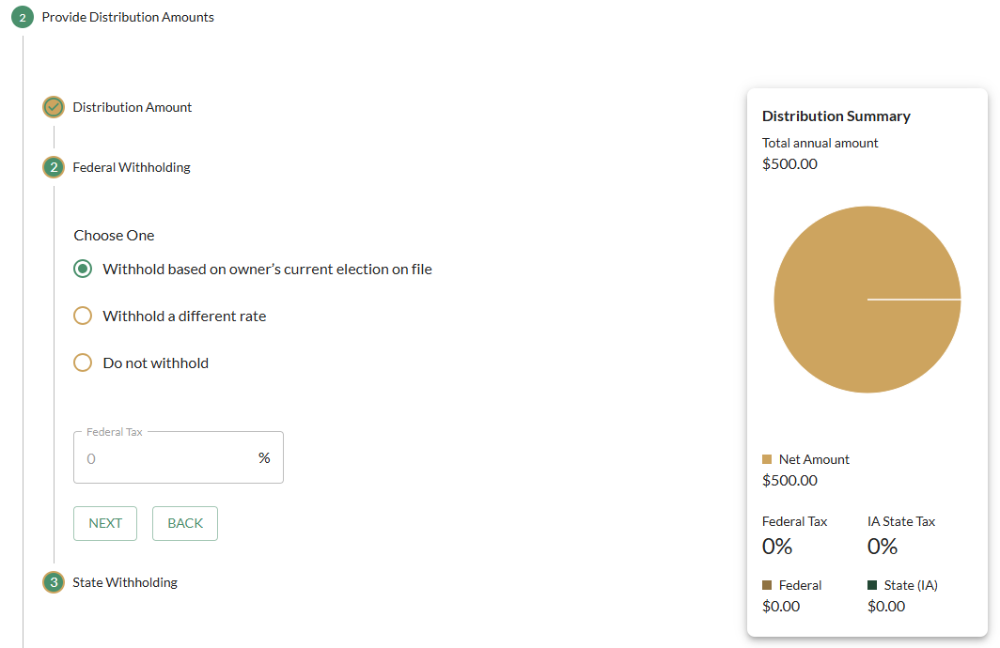 2 Provide Distribution Amounts
Distribution Amount
2 Federal Withholding
Choose One
Withhold based on owner’s current election on file
Withhold a different rate
Do not withhold
Federal Tax
0 %
NEXT BACK
3 State Withholding
Distribution Summary
Total annual amount
$500.00
Net Amount
$500.00
Federal Tax IA State Tax
0% 0%
Federal State (IA)
$0.00 $0.00